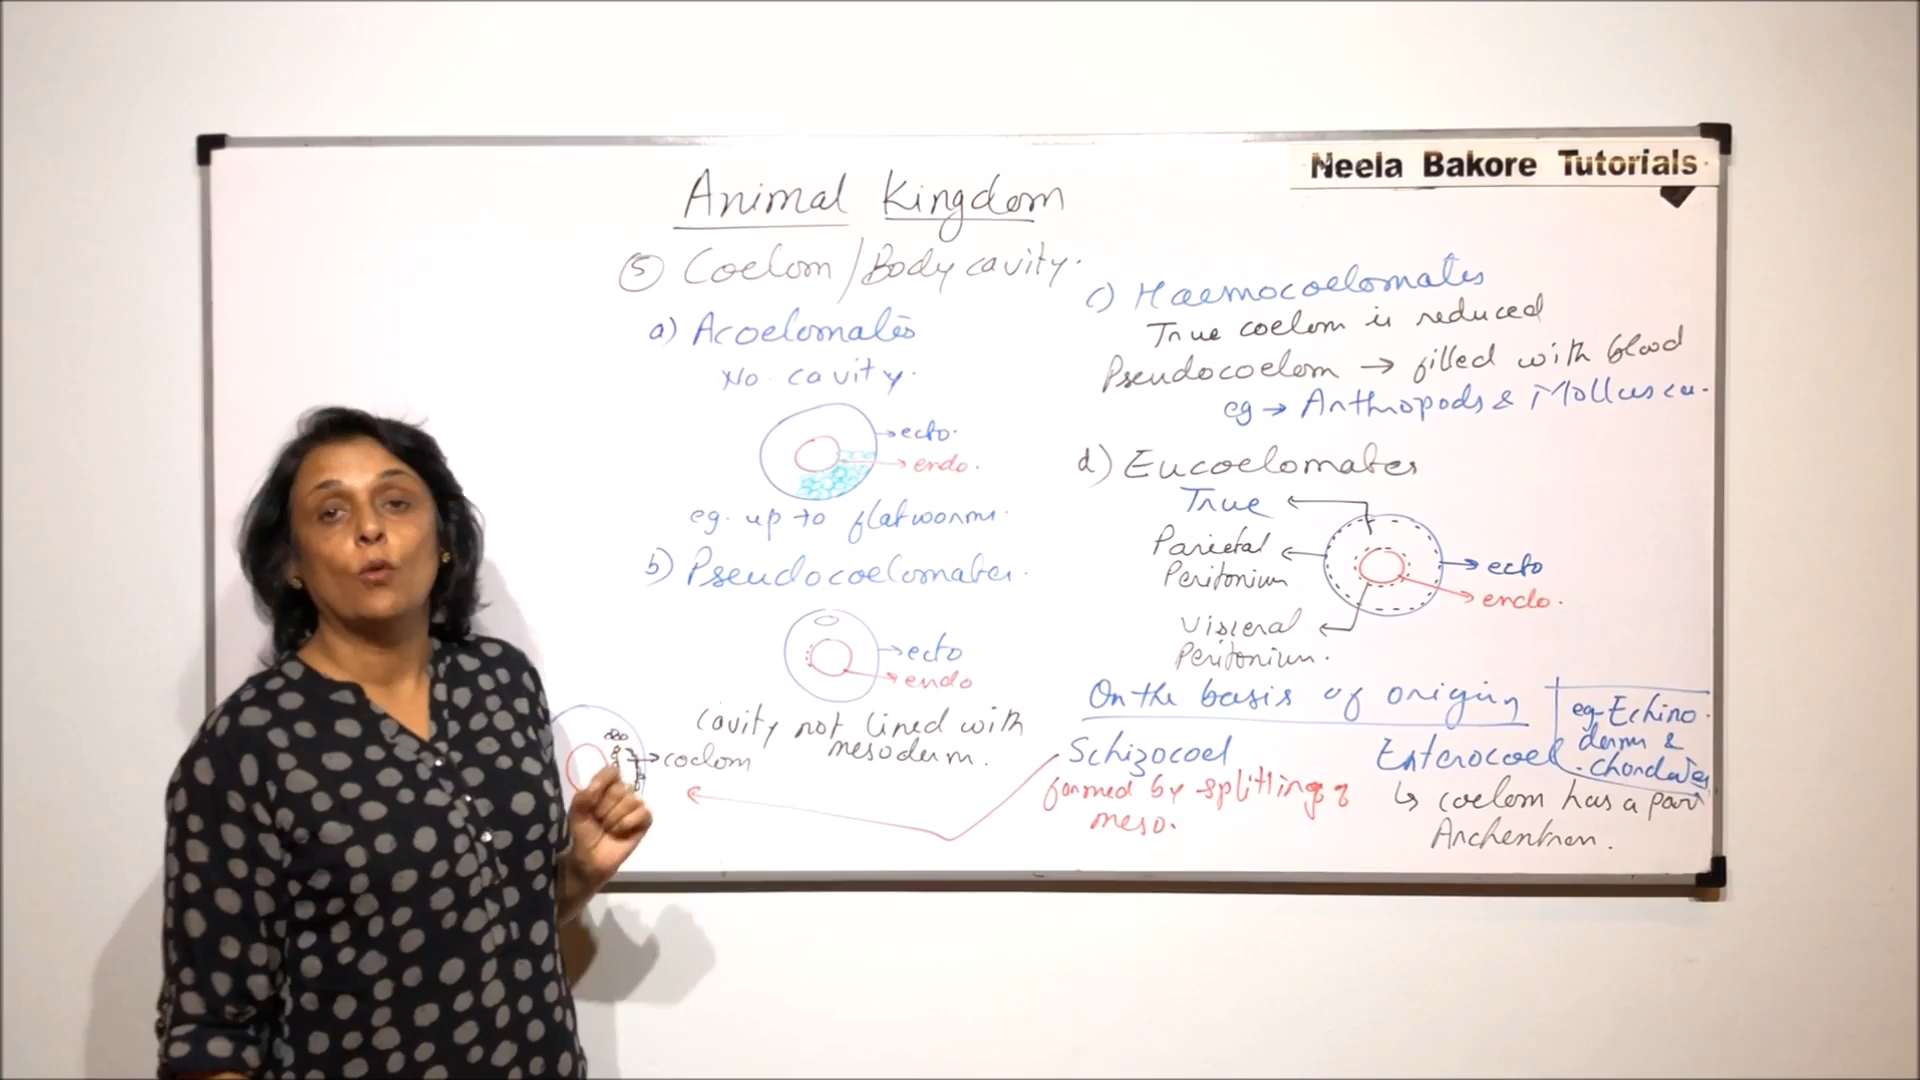 Neela Bakore Tutorials
Animal Kingdom
5 Coelom/Body cavity.
a) Acoelomates
No cavity.
ecto.
endo.
eg. up to flatworms.
b) Pseudocoelomates.
ecto
endo
cavity not lined with
mesoderm.
coelom
c) Haemocoelomates
True coelom is reduced
Pseudocoelom → filled with blood
eg → Arthropods & Mollusca.
d) Eucoelomates
True
Parietal
Peritonium
Visceral
Peritonium.
ecto
endo.
On the basis of origin
Schizocoel
formed by splitting of
meso.
Enterocoel
↳ coelom has a part
Archentron.
eg-Echino.
derms &
chordates